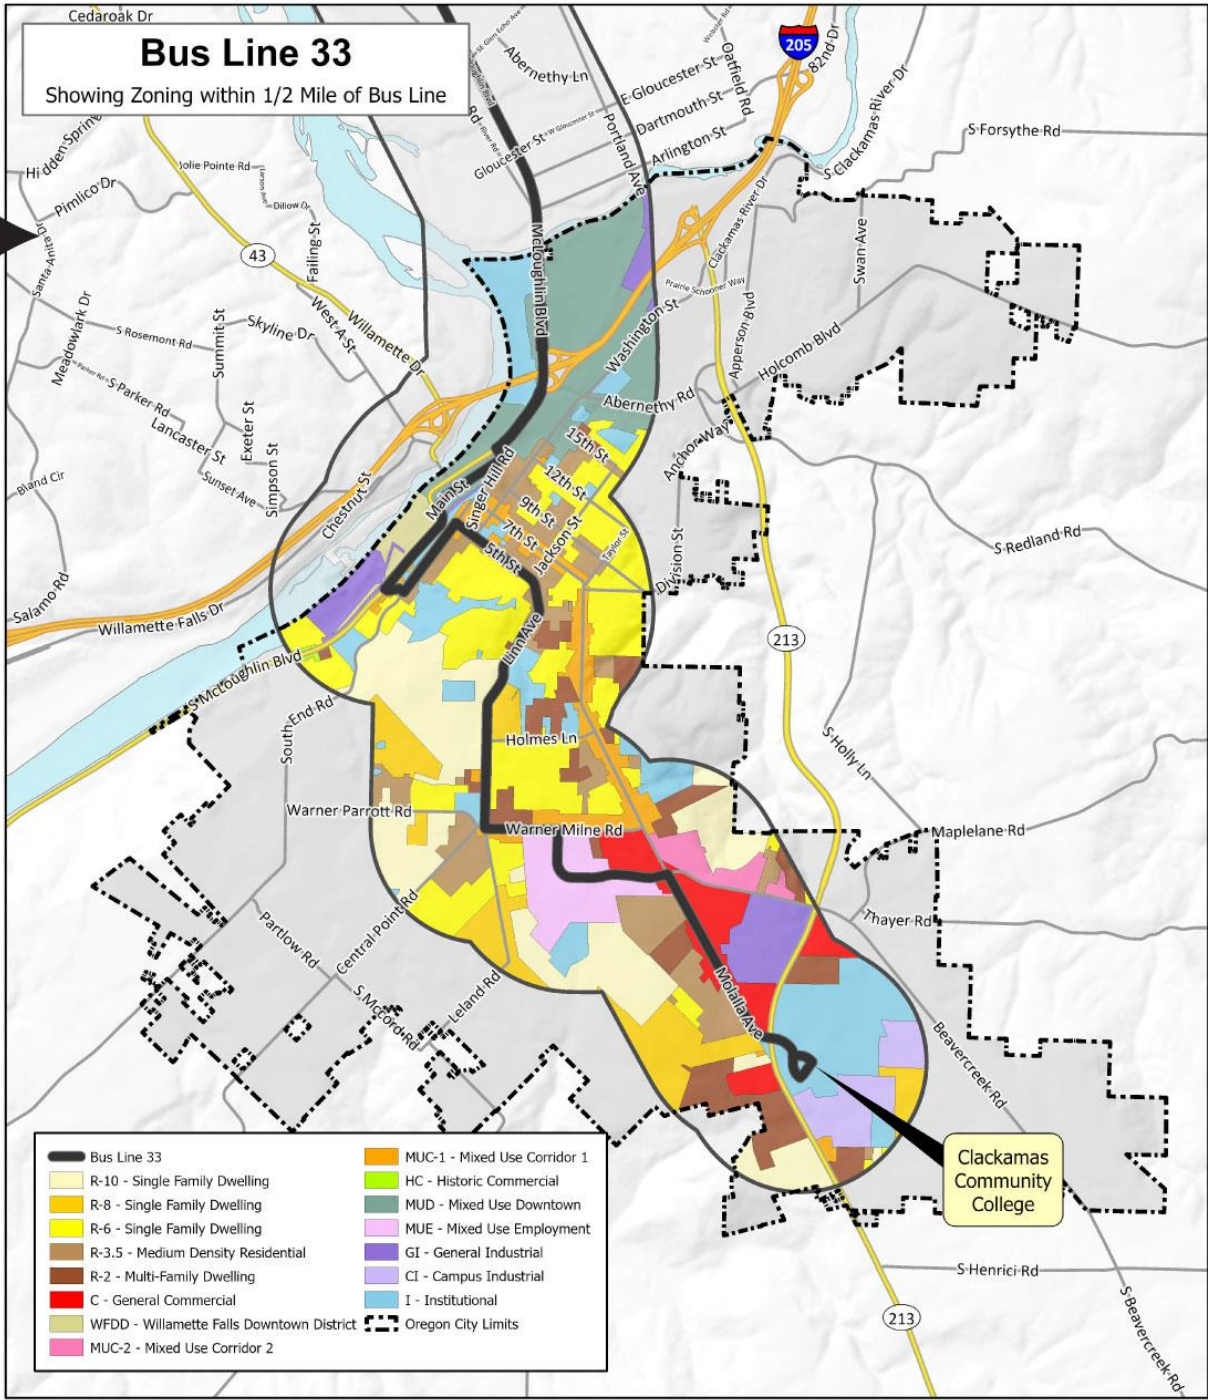 Cedaroak Dr
Bus Line 33
Showing Zoning within 1/2 Mile of Bus Line
Abernethy Ln
Oatfield Rd
205
82nd Dr
E Gloucester St
W Gloucester St
Gloucester St
Dartmouth St
Arlington St
Portland Ave
River Rd
Rd
S Clackamas River Dr
S Forsythe Rd
Hidden Springs
Jolie Pointe Rd
Pimlico Dr
Dillow Dr
Santa Anita Dr
43
Failing St
McLoughlin Blvd
Clackamas River Dr
Swan Ave
Prairie Schooner Way
Meadowlark Dr
S Rosemont Rd
Summit St
Skyline Dr
West A St
Willamette Dr
Washington St
Apperson Blvd
Holcomb Blvd
Parker Rd
S Parker Rd
Lancaster St
Exeter St
Simpson St
Sunset Ave
Abernethy Rd
Anchor Way
15th St
12th St
9th St
7th St
5th St
Jackson St
Taylor St
Division St
Singer Hill Rd
Main St
Bland Cir
Chestnut St
S Redland Rd
Salamo Rd
Willamette Falls Dr
213
Linn Ave
S McLoughlin Blvd
South End Rd
Holmes Ln
S Holly Ln
Warner Parrott Rd
Warner Milne Rd
Maplelane Rd
Thayer Rd
Partlow Rd
Central Point Rd
S McCord Rd
Leland Rd
Molalla Ave
Beavercreek Rd
Clackamas
Community
College
Bus Line 33
R-10 - Single Family Dwelling
R-8 - Single Family Dwelling
R-6 - Single Family Dwelling
R-3.5 - Medium Density Residential
R-2 - Multi-Family Dwelling
C - General Commercial
WFDD - Willamette Falls Downtown District
MUC-2 - Mixed Use Corridor 2
MUC-1 - Mixed Use Corridor 1
HC - Historic Commercial
MUD - Mixed Use Downtown
MUE - Mixed Use Employment
GI - General Industrial
CI - Campus Industrial
I - Institutional
Oregon City Limits
S Henrici Rd
213
S Beavercreek Rd